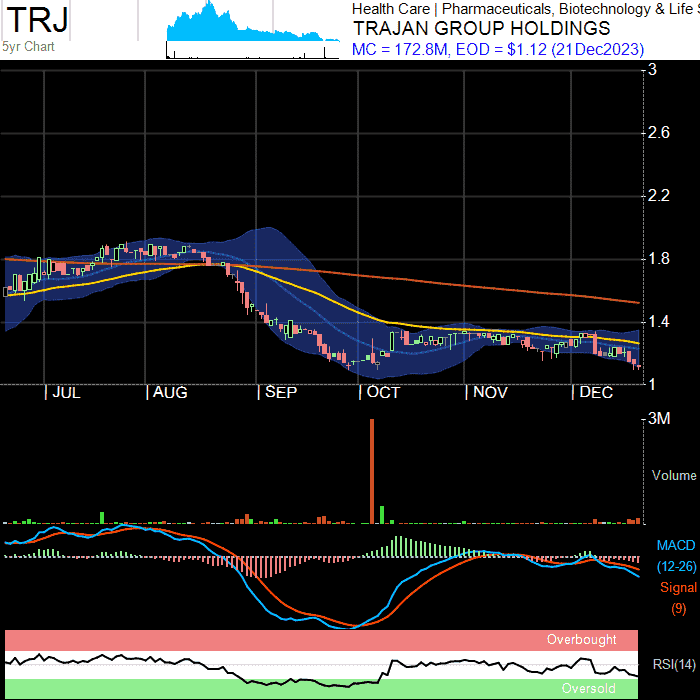 TRJ
5yr Chart
Health Care | Pharmaceuticals, Biotechnology & Life
TRAJAN GROUP HOLDINGS
MC = 172.8M, EOD = $1.12 (21Dec2023)
3
2.6
2.2
1.8
1.4
1
| JUL | AUG | SEP | OCT | NOV | DEC
3M
Volume
MACD
(12-26)
Signal
(9)
Overbought
RSI(14)
Oversold